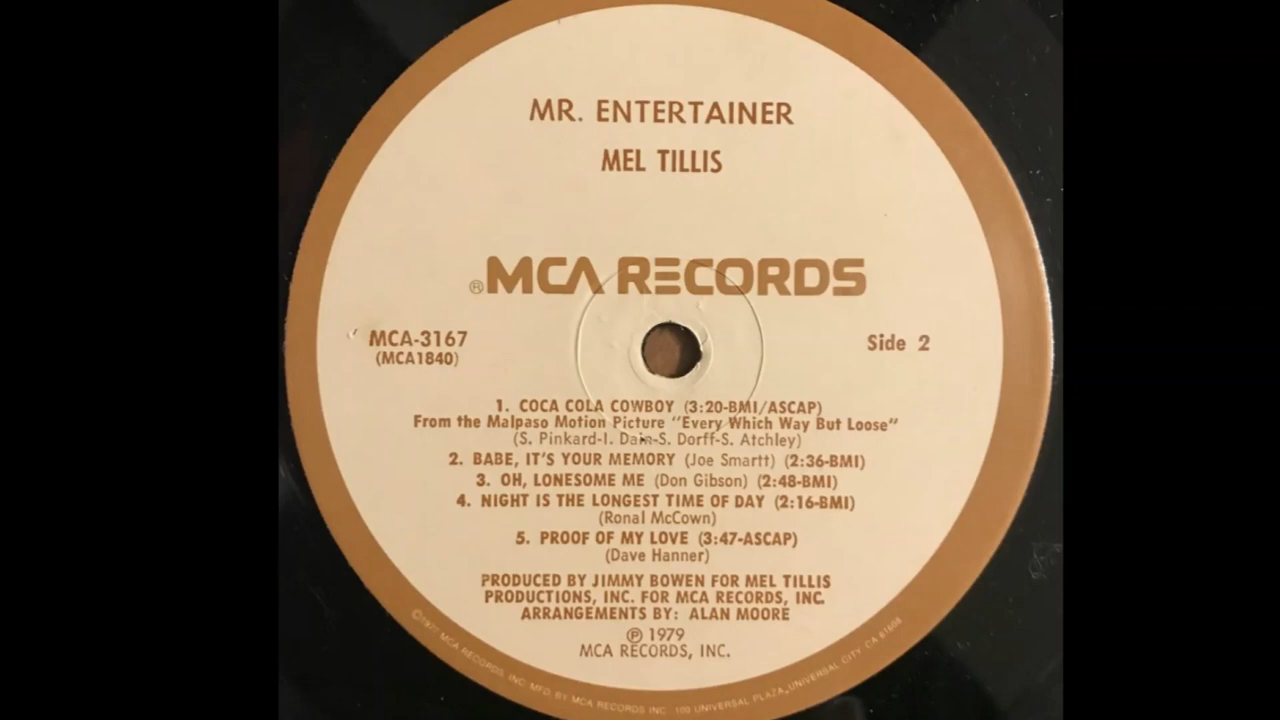 MR. ENTERTAINER
MEL TILLIS
®MCA RECORDS
MCA-3167
(MCA1840)
Side 2
1. COCA COLA COWBOY (3:20-BMI/ASCAP)
From the Malpaso Motion Picture "Every Which Way But Loose"
(S. Pinkard-I. Dain-S. Dorff-S. Atchley)
2. BABE, IT'S YOUR MEMORY (Joe Smartt) (2:36-BMI)
3. OH, LONESOME ME (Don Gibson) (2:48-BMI)
4. NIGHT IS THE LONGEST TIME OF DAY (2:16-BMI)
(Ronal McCown)
5. PROOF OF MY LOVE (3:47-ASCAP)
(Dave Hanner)
PRODUCED BY JIMMY BOWEN FOR MEL TILLIS
PRODUCTIONS, INC. FOR MCA RECORDS, INC.
ARRANGEMENTS BY: ALAN MOORE
℗ 1979
MCA RECORDS, INC.
©1977 MCA RECORDS, INC. MFD. BY MCA RECORDS INC. 100 UNIVERSAL PLAZA, UNIVERSAL CITY, CA 91608